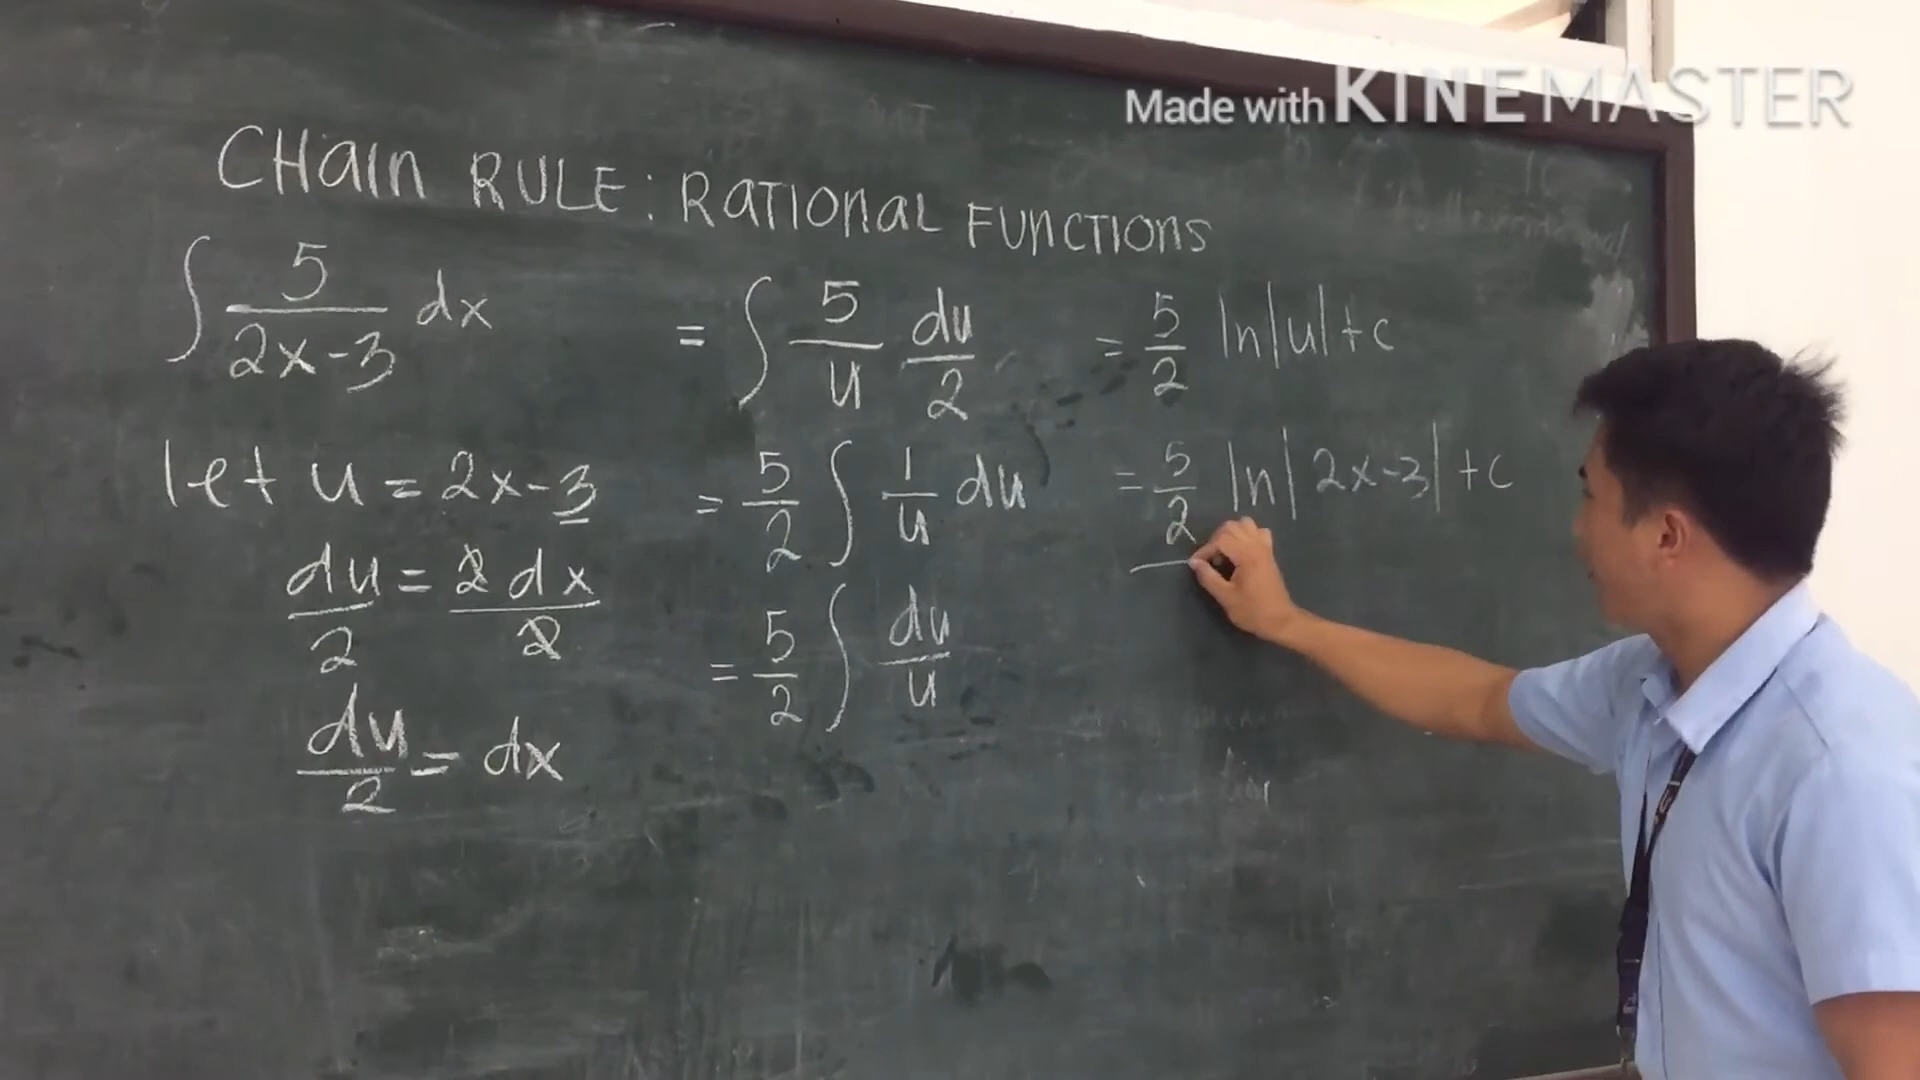 Made with KINEMASTER
CHAIN RULE: RATIONAL FUNCTIONS
∫ 5/(2x-3) dx
let u = 2x-3
du/2 = 2dx/2
du/2 = dx
= ∫ 5/u du/2
= 5/2 ∫ 1/u du
= 5/2 ∫ du/u
= 5/2 ln|u|+c
= 5/2 ln|2x-3|+c